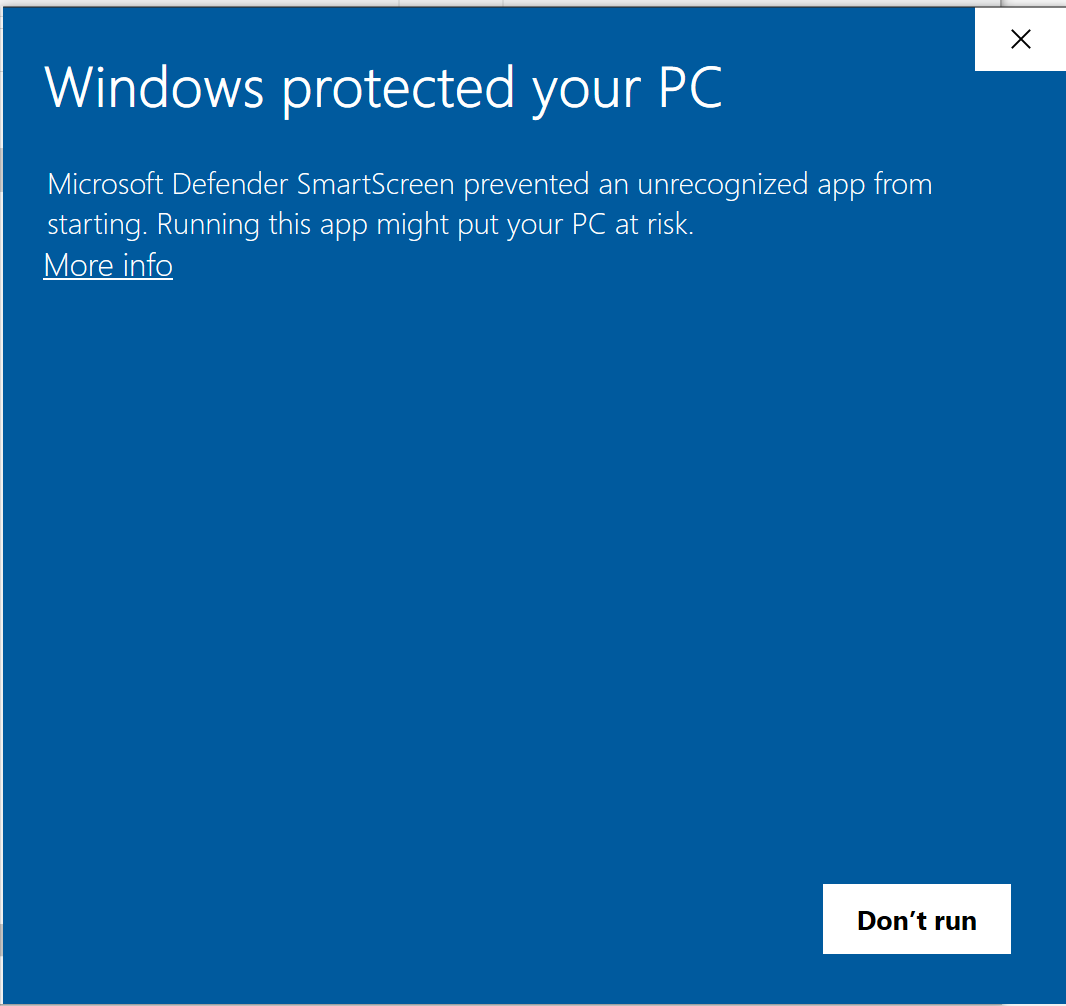 Windows protected your PC
Microsoft Defender SmartScreen prevented an unrecognized app from
starting. Running this app might put your PC at risk.
More info
Don’t run